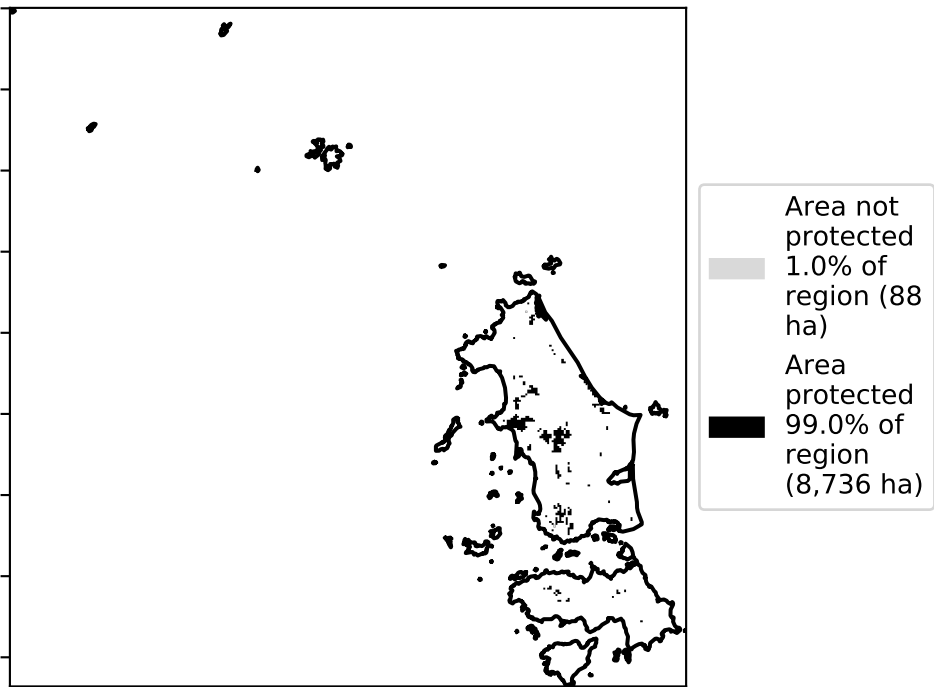 Area not
protected
1.0% of
region (88
ha)
Area
protected
99.0% of
region
(8,736 ha)